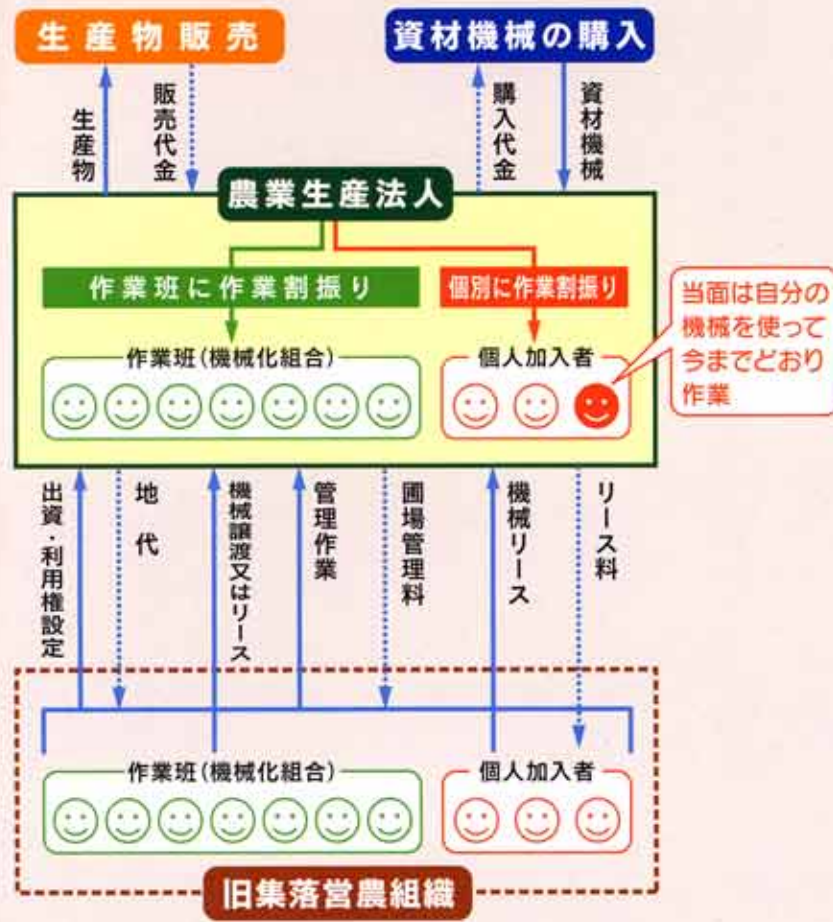 生産物販売
資材機械の購入
生産物
販売代金
購入代金
資材機械
農業生産法人
作業班に作業割振り
個別に作業割振り
作業班(機械化組合)
個人加入者
当面は自分の
機械を使って
今までどおり
作業
出資・利用権設定
地代
機械譲渡又はリース
管理作業
圃場管理料
機械リース
リース料
作業班(機械化組合)
個人加入者
旧集落営農組織